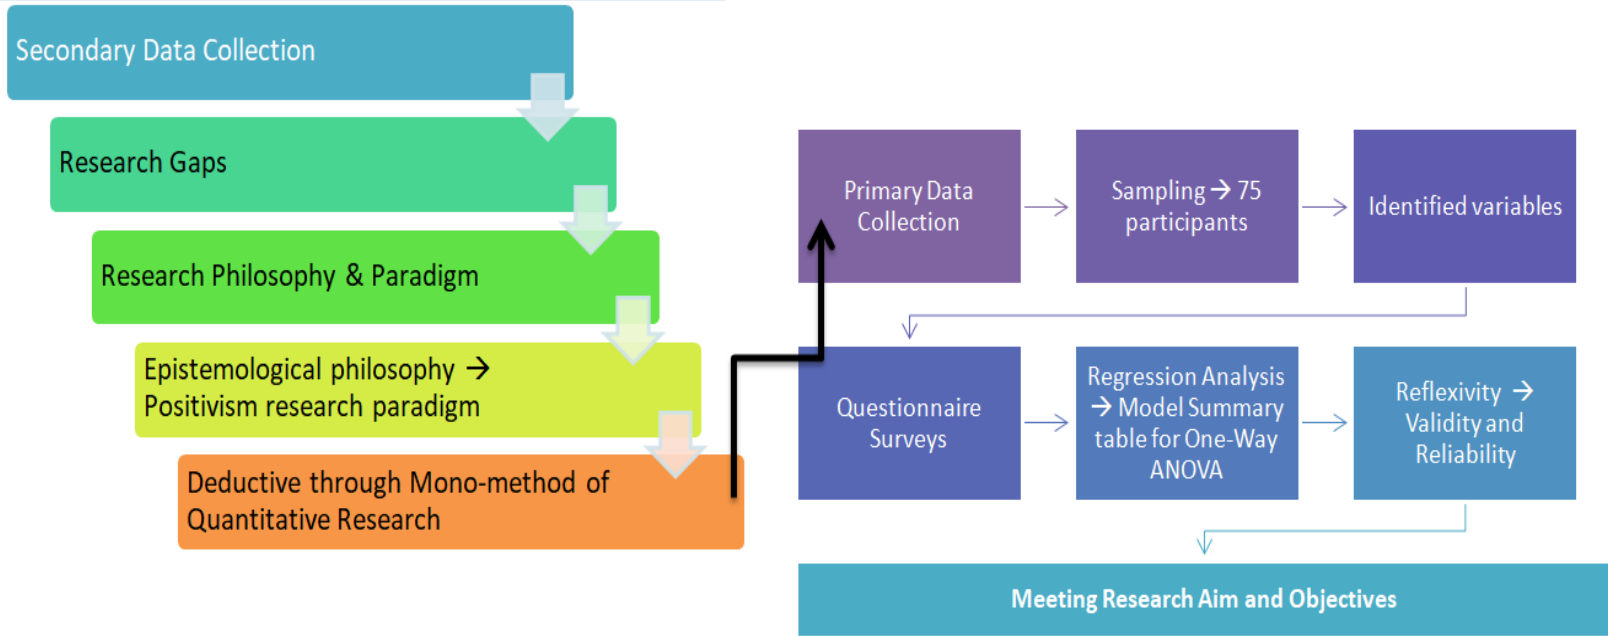 Secondary Data Collection
Research Gaps
Research Philosophy & Paradigm
Epistemological philosophy →
Positivism research paradigm
Deductive through Mono-method of
Quantitative Research
Primary Data
Collection
Sampling → 75
participants
Identified variables
Questionnaire
Surveys
Regression Analysis
→ Model Summary
table for One-Way
ANOVA
Reflexivity →
Validity and
Reliability
Meeting Research Aim and Objectives